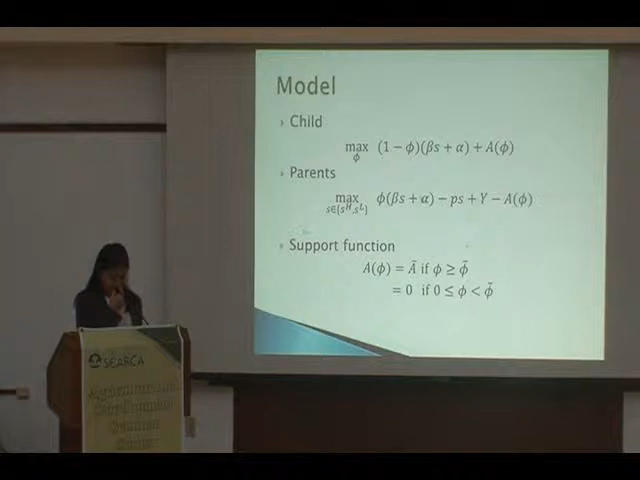 Model
Child
max ϕ (1 − ϕ)(βs + α) + A(ϕ)
Parents
max s∈{s^H,s^L} ϕ(βs + α) − ps + Y − A(ϕ)
Support function
A(ϕ) = Ā if ϕ ≥ ϕ̄
= 0 if 0 ≤ ϕ < ϕ̄
SEARCA